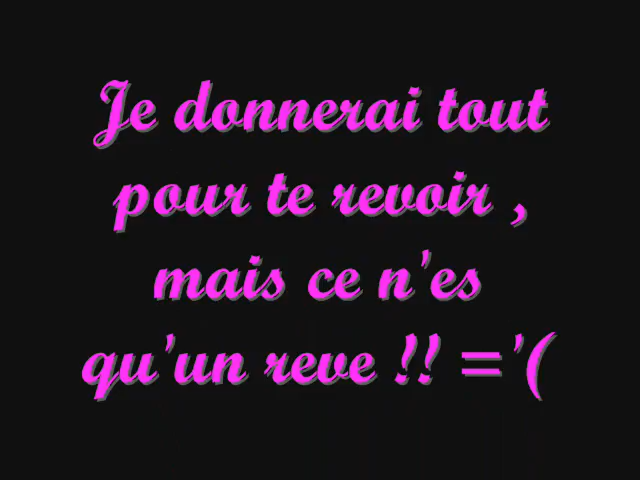 Je donnerai tout
pour te revoir ,
mais ce n'es
qu'un reve !! ='(